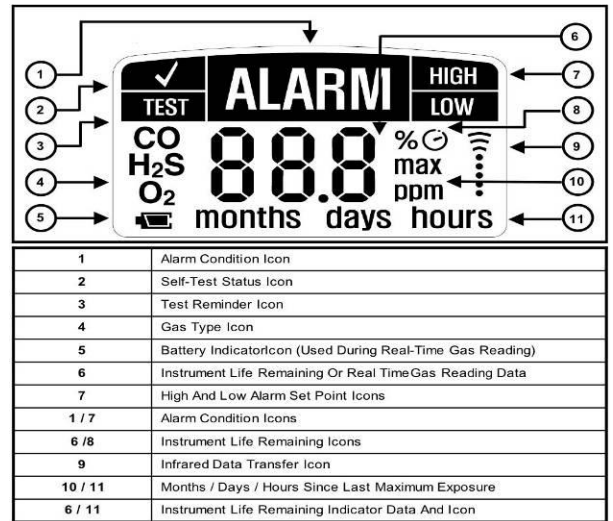 1
6
✓ ALARM HIGH
7
2
TEST LOW
8
3
CO 88.8 %
9
H2S max
4
O2 ppm
10
5
months days hours
11
1 Alarm Condition Icon
2 Self-Test Status Icon
3 Test Reminder Icon
4 Gas Type Icon
5 Battery IndicatorIcon (Used During Real-Time Gas Reading)
6 Instrument Life Remaining Or Real TimeGas Reading Data
7 High And Low Alarm Set Point Icons
1 / 7 Alarm Condition Icons
6 /8 Instrument Life Remaining Icons
9 Infrared Data Transfer Icon
10 / 11 Months / Days / Hours Since Last Maximum Exposure
6 / 11 Instrument Life Remaining Indicator Data And Icon